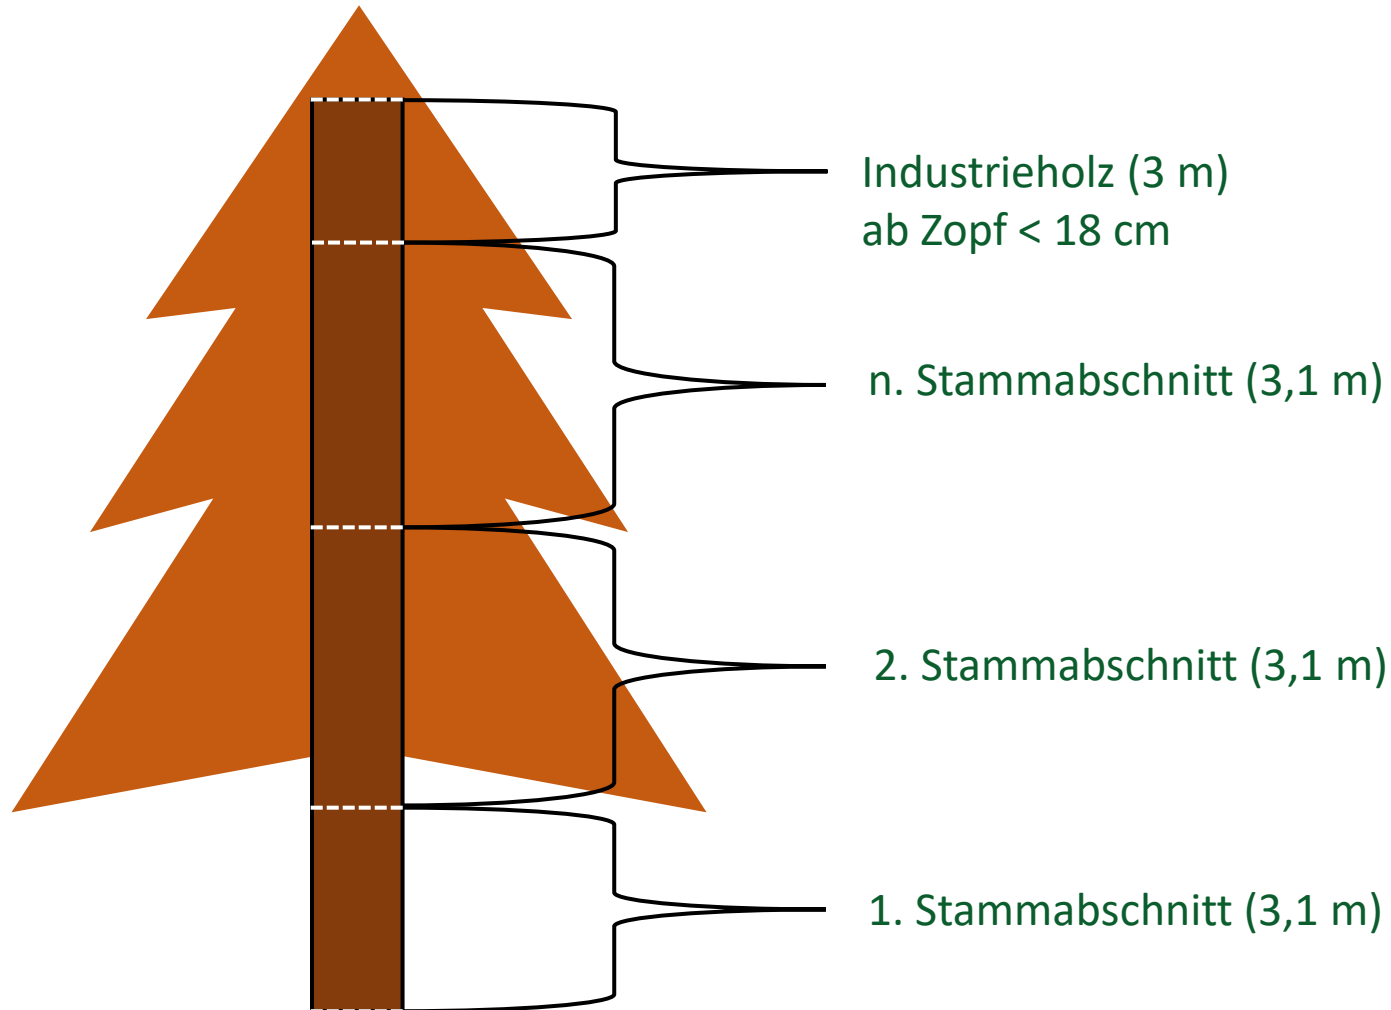 Industrieholz (3 m)
ab Zopf < 18 cm
n. Stammabschnitt (3,1 m)
2. Stammabschnitt (3,1 m)
1. Stammabschnitt (3,1 m)